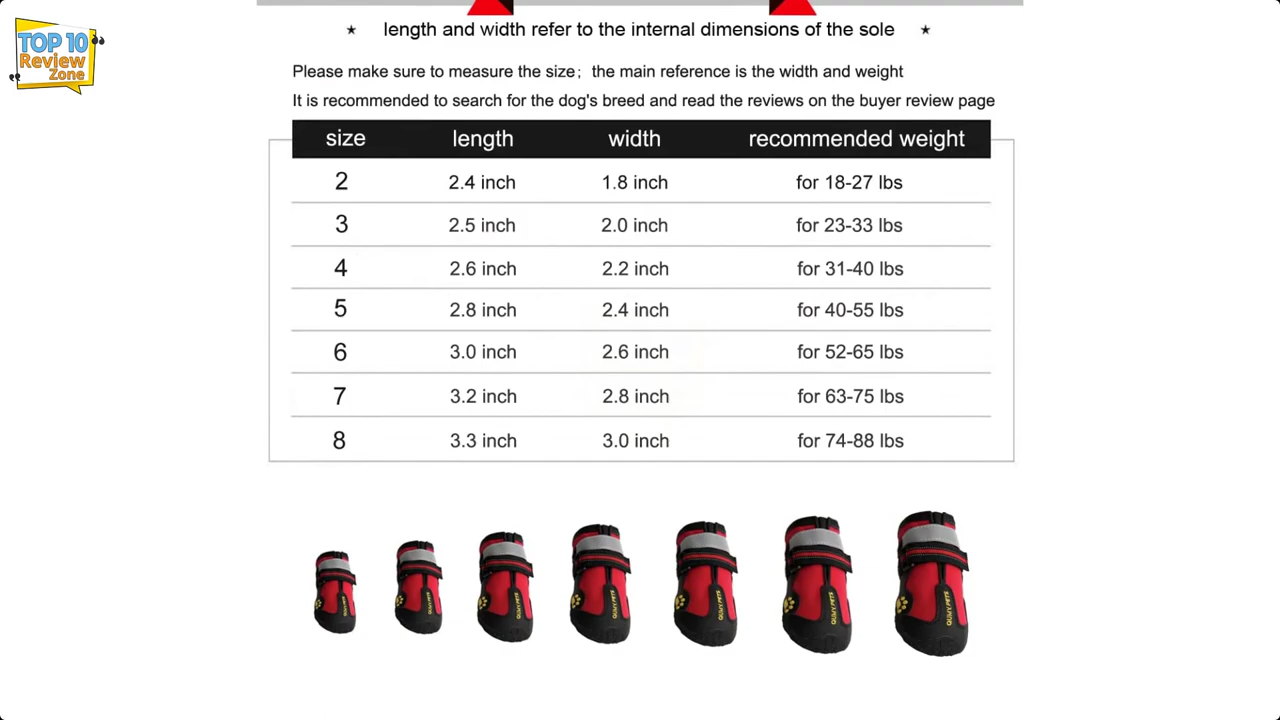 TOP 10
Review
Zone
★ length and width refer to the internal dimensions of the sole ★
Please make sure to measure the size; the main reference is the width and weight
It is recommended to search for the dog's breed and read the reviews on the buyer review page
size length width recommended weight
2 2.4 inch 1.8 inch for 18-27 lbs
3 2.5 inch 2.0 inch for 23-33 lbs
4 2.6 inch 2.2 inch for 31-40 lbs
5 2.8 inch 2.4 inch for 40-55 lbs
6 3.0 inch 2.6 inch for 52-65 lbs
7 3.2 inch 2.8 inch for 63-75 lbs
8 3.3 inch 3.0 inch for 74-88 lbs